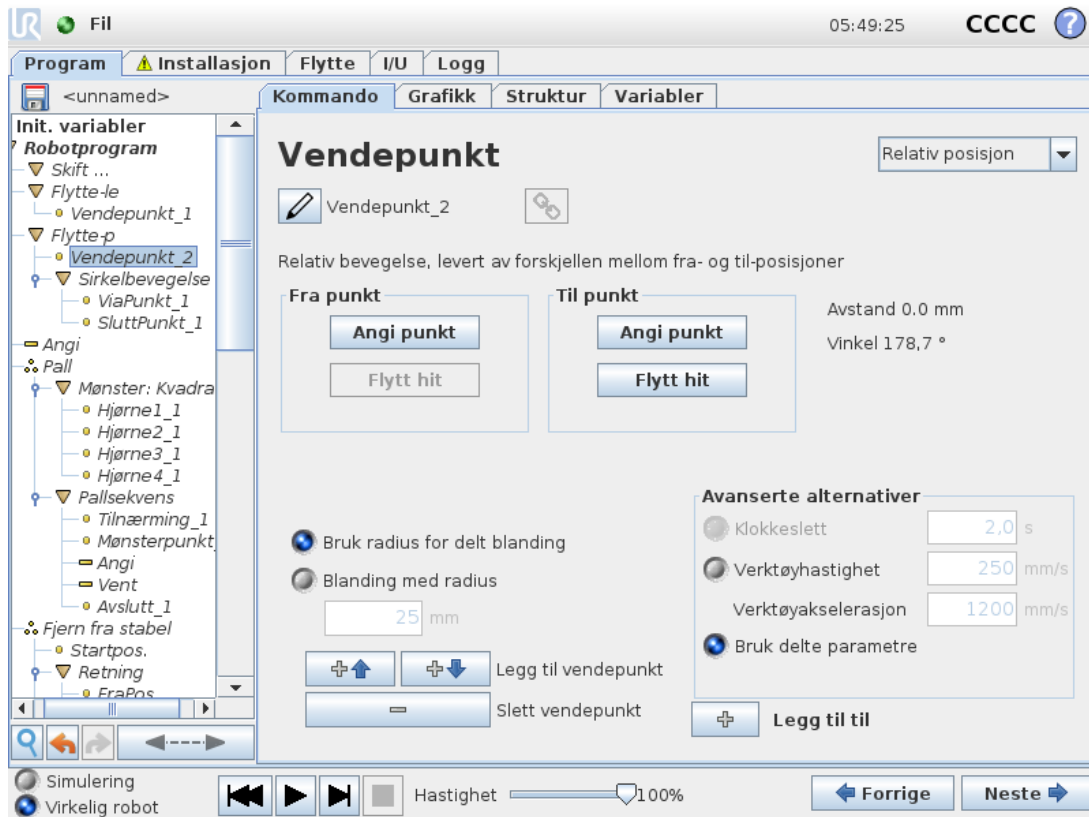 Fil
05:49:25
CCCC
?
Program
Installasjon
Flytte
I/U
Logg
<unnamed>
Kommando
Grafikk
Struktur
Variabler
Init. variabler
Robotprogram
Skift ...
Flytte-le
Vendepunkt_1
Flytte-p
Vendepunkt_2
Sirkelbevegelse
ViaPunkt_1
SluttPunkt_1
Angi
Pall
Mønster: Kvadra
Hjørne1_1
Hjørne2_1
Hjørne3_1
Hjørne4_1
Pallsekvens
Tilnærming_1
Mønsterpunkt_
Angi
Vent
Avslutt_1
Fjern fra stabel
Startpos.
Retning
FraPos
Vendepunkt
Relativ posisjon
Vendepunkt_2
Relativ bevegelse, levert av forskjellen mellom fra- og til-posisjoner
Fra punkt
Angi punkt
Flytt hit
Til punkt
Angi punkt
Flytt hit
Avstand 0.0 mm
Vinkel 178,7 °
Bruk radius for delt blanding
Blanding med radius
25 mm
Legg til vendepunkt
Slett vendepunkt
Avanserte alternativer
Klokkeslett 2,0 s
Verktøyhastighet 250 mm/s
Verktøyakselerasjon 1200 mm/s
Bruk delte parametre
Legg til til
Simulering
Virkelig robot
Hastighet 100%
Forrige
Neste